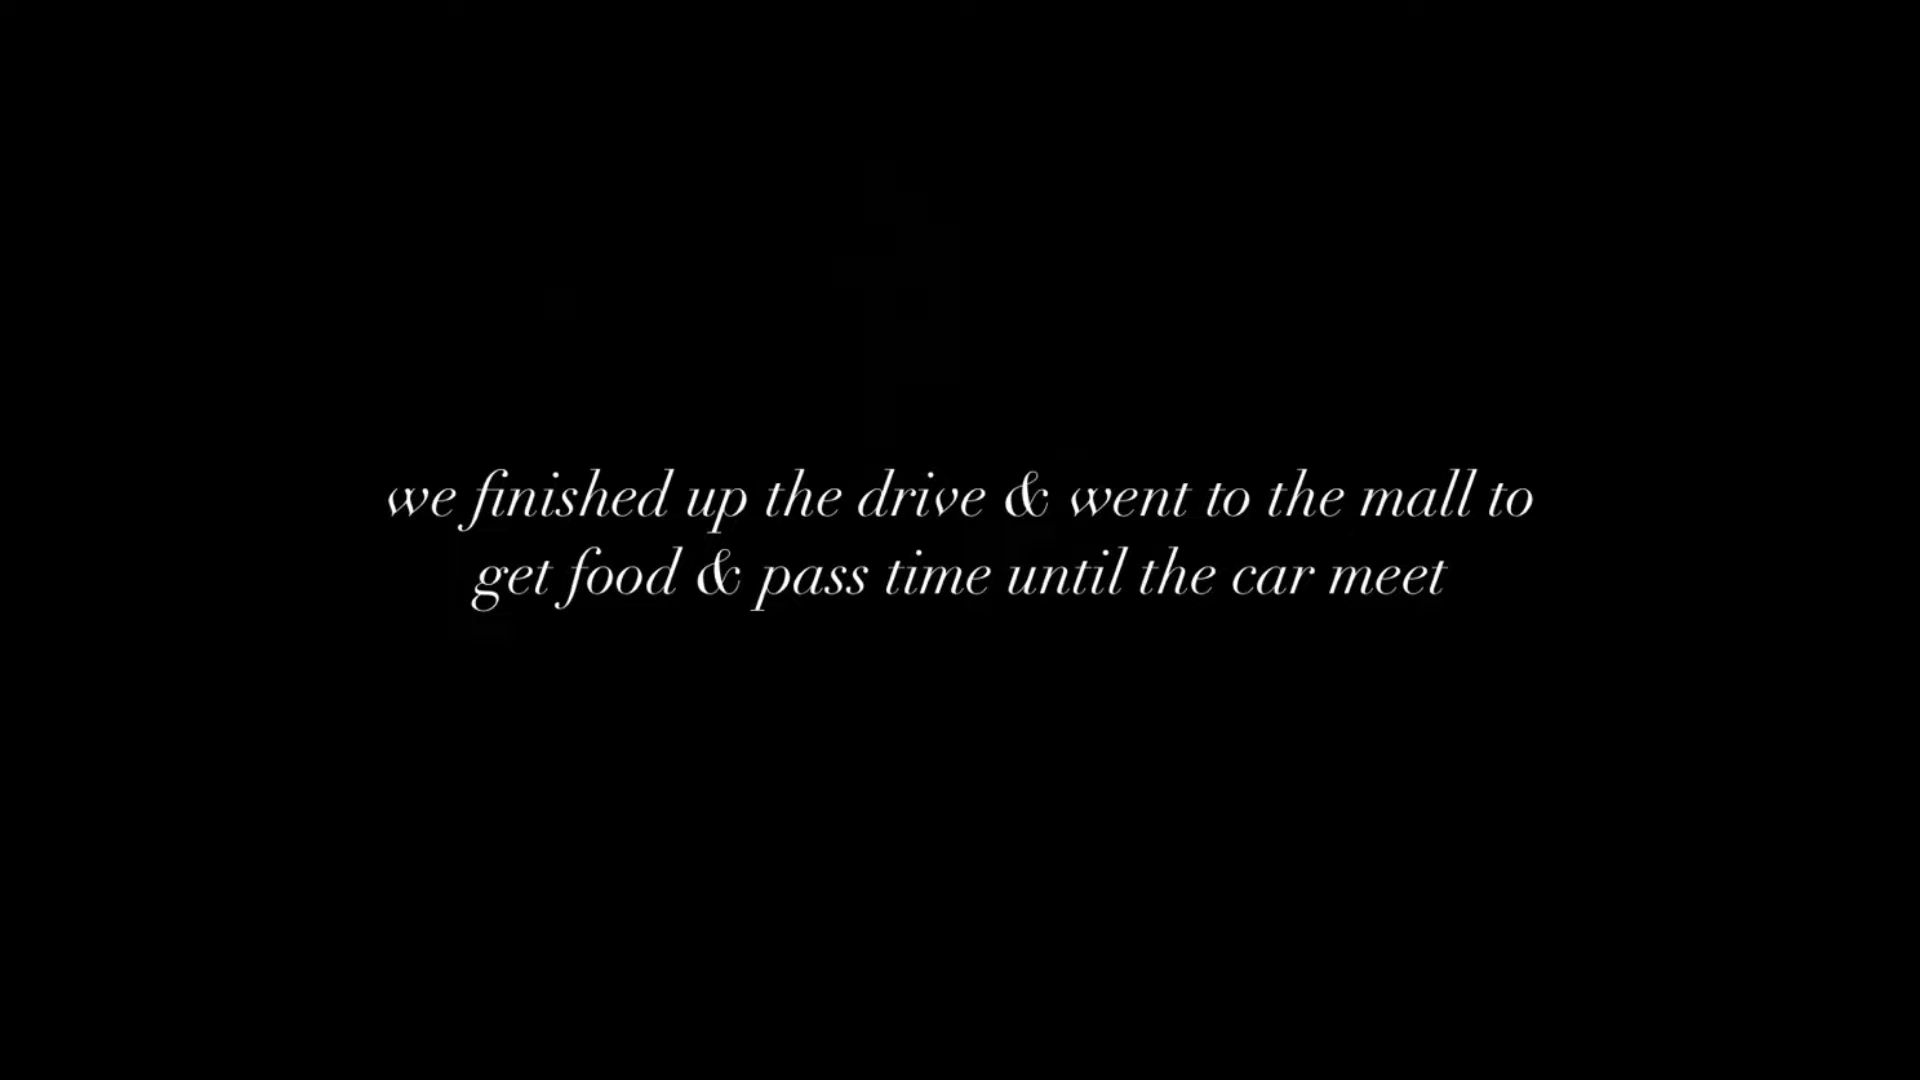 we finished up the drive & went to the mall to
get food & pass time until the car meet